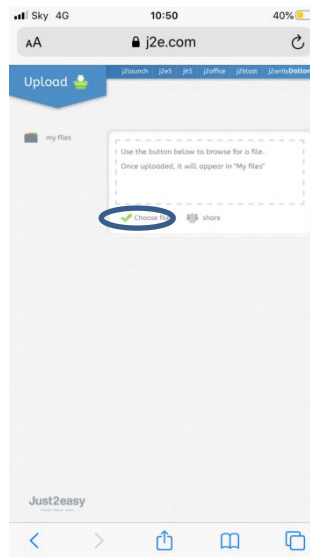 Sky 4G 10:50 40%
AA j2e.com
Upload
j2launch j2e5 jit5 j2office j2blast j2write
my files
Use the button below to browse for a file.
Once uploaded, it will appear in "My files"
Choose file share
Just2easy